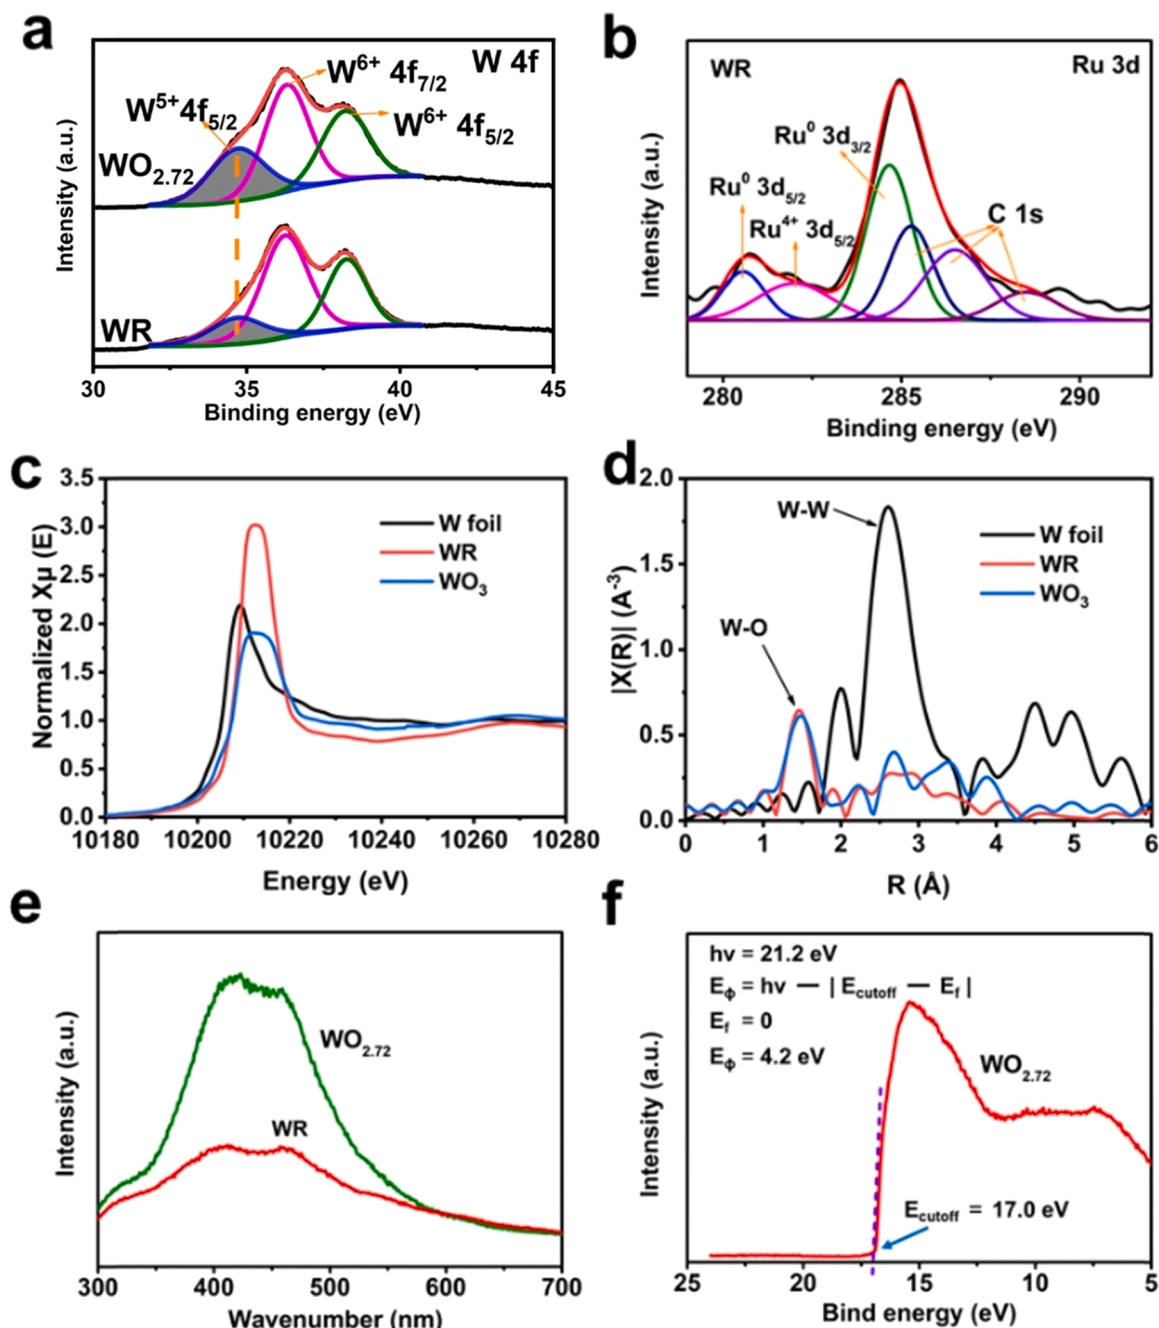 a
W 4f
W⁶⁺ 4f₇/₂
W⁵⁺4f₅/₂
W⁶⁺ 4f₅/₂
WO₂.₇₂
WR
Intensity (a.u.)
30 35 40 45
Binding energy (eV)
b
WR
Ru 3d
Ru⁰ 3d₃/₂
Ru⁰ 3d₅/₂
Ru⁴⁺ 3d₅/₂
C 1s
Intensity (a.u.)
280 285 290
Binding energy (eV)
c
3.5
3.0
2.5
2.0
1.5
1.0
0.5
0.0
Normalized Xμ (E)
W foil
WR
WO₃
10180 10200 10220 10240 10260 10280
Energy (eV)
d
2.0
1.5
1.0
0.5
0.0
|X(R)| (A⁻³)
W-W
W-O
W foil
WR
WO₃
0 1 2 3 4 5 6
R (Å)
e
Intensity (a.u.)
WO₂.₇₂
WR
300 400 500 600 700
Wavenumber (nm)
f
hv = 21.2 eV
E_ϕ = hv — | E_cutoff — E_f |
E_f = 0
E_ϕ = 4.2 eV
WO₂.₇₂
E_cutoff = 17.0 eV
Intensity (a.u.)
25 20 15 10 5
Bind energy (eV)